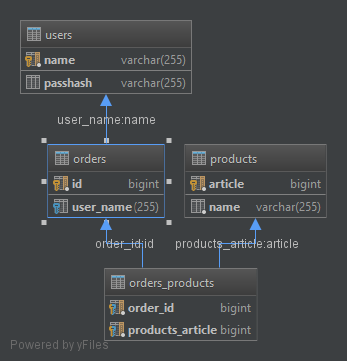 users
name varchar(255)
passhash varchar(255)
user_name:name
orders
id bigint
user_name (255)
products
article bigint
name varchar(255)
order_id:id
products_article:article
orders_products
order_id bigint
products_article bigint
Powered by yFiles